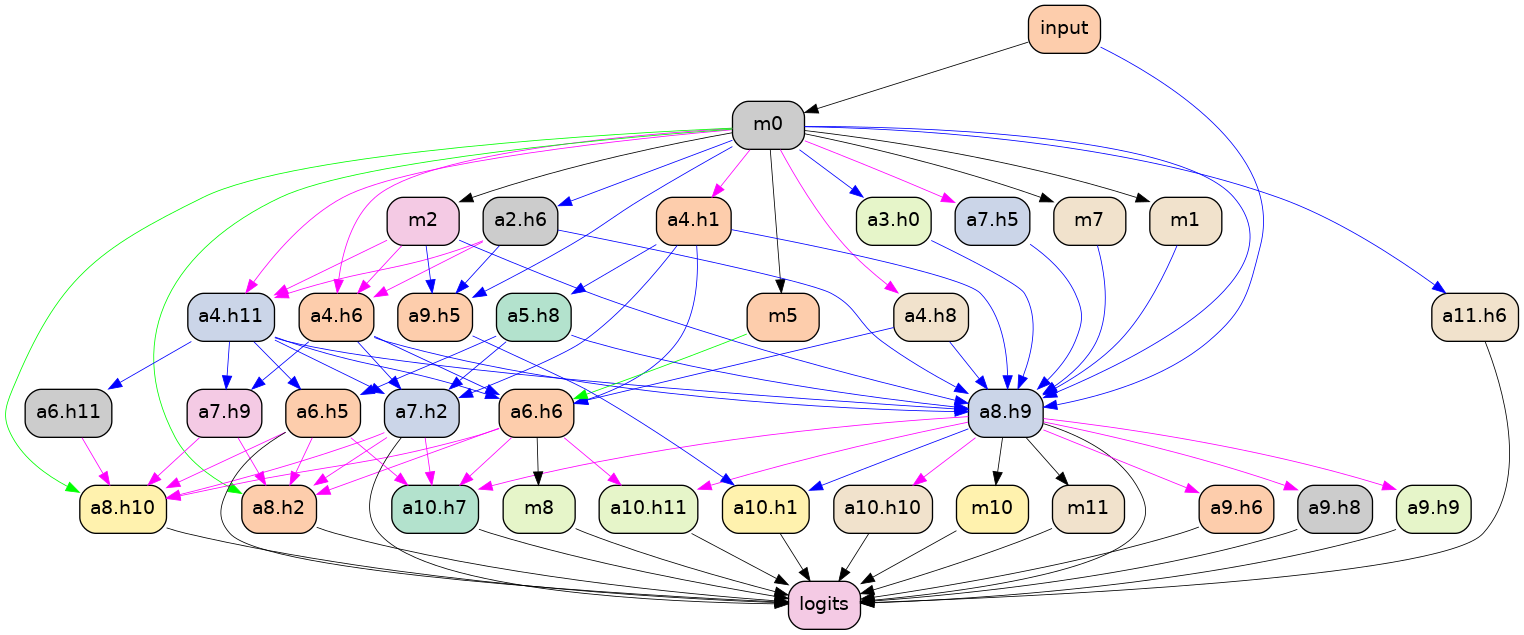 input
m0
m2
a2.h6
a4.h1
a3.h0
a7.h5
m7
m1
a4.h11
a4.h6
a9.h5
a5.h8
m5
a4.h8
a11.h6
a6.h11
a7.h9
a6.h5
a7.h2
a6.h6
a8.h9
a8.h10
a8.h2
a10.h7
m8
a10.h11
a10.h1
a10.h10
m10
m11
a9.h6
a9.h8
a9.h9
logits